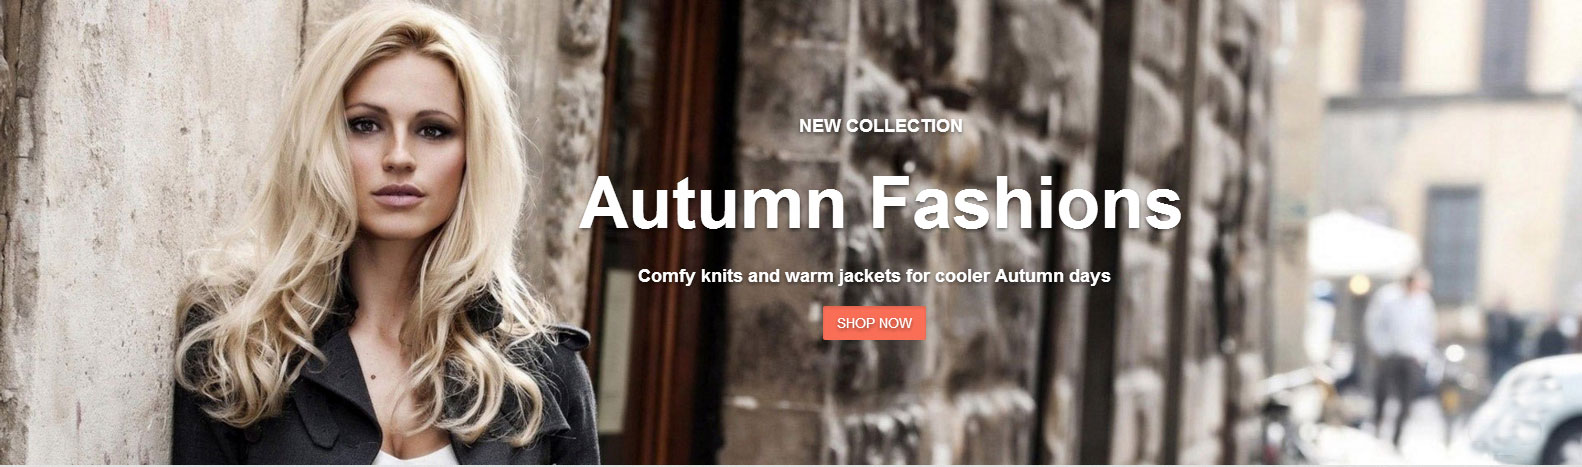 NEW COLLECTION
Autumn Fashions
Comfy knits and warm jackets for cooler Autumn days
SHOP NOW